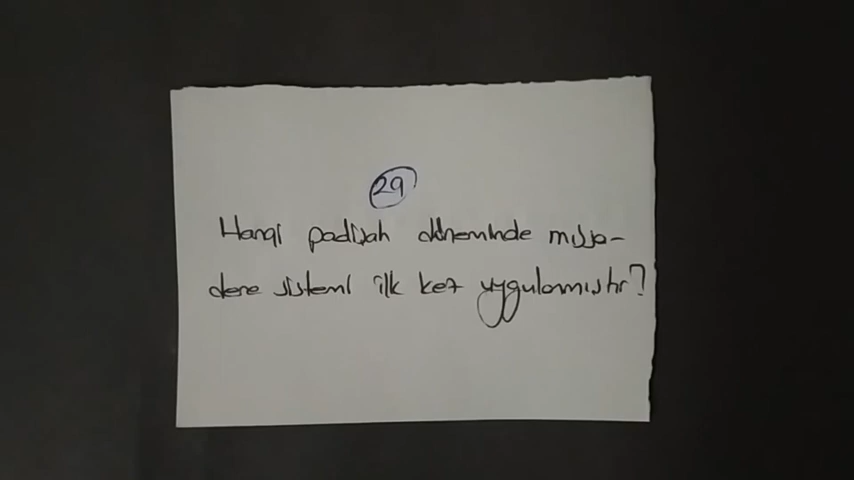 29
Hangi padişah döneminde müsa-
dere sistemi ilk kez uygulanmıştır?